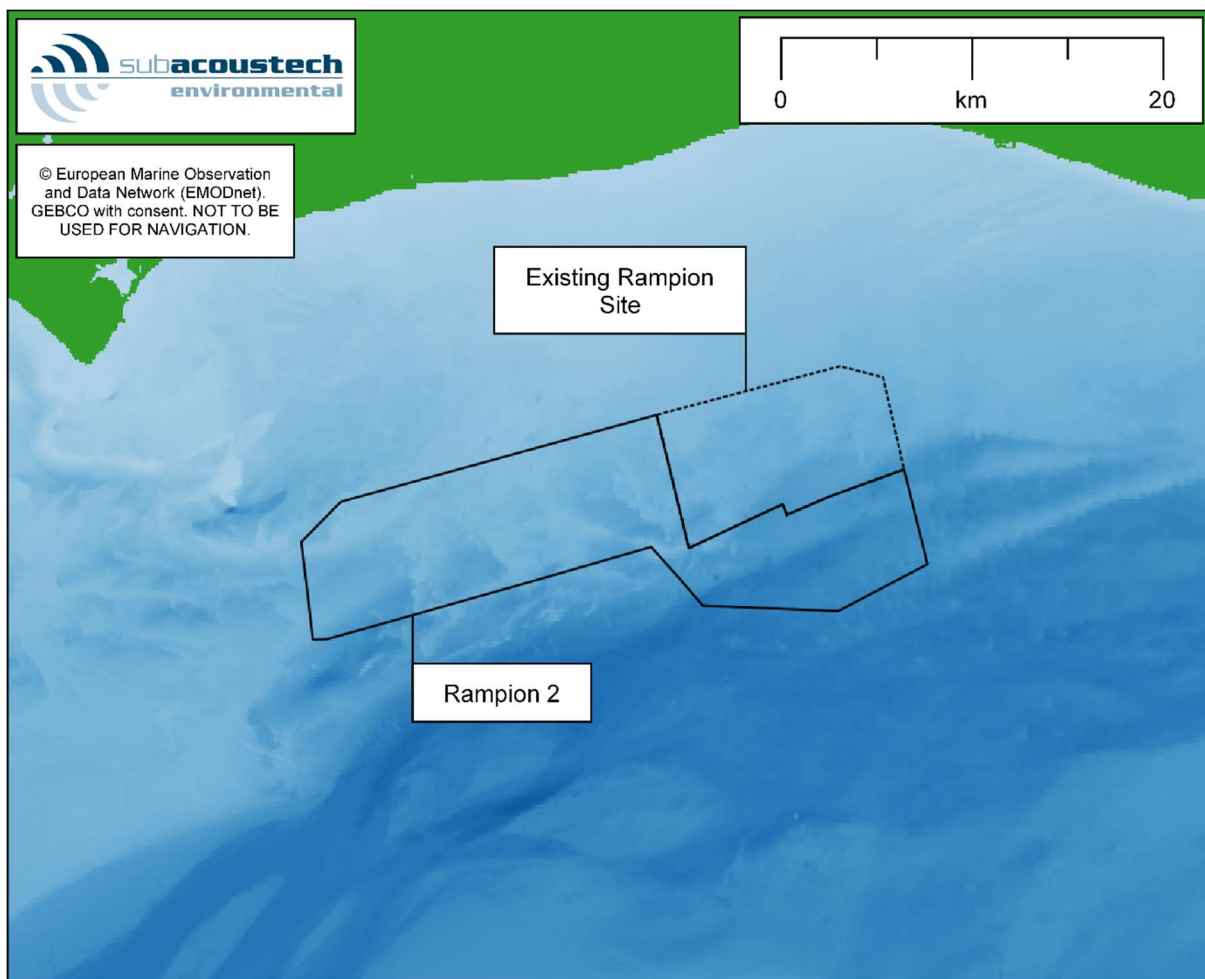 subacoustech
environmental
0 km 20
© European Marine Observation
and Data Network (EMODnet).
GEBCO with consent. NOT TO BE
USED FOR NAVIGATION.
Existing Rampion
Site
Rampion 2